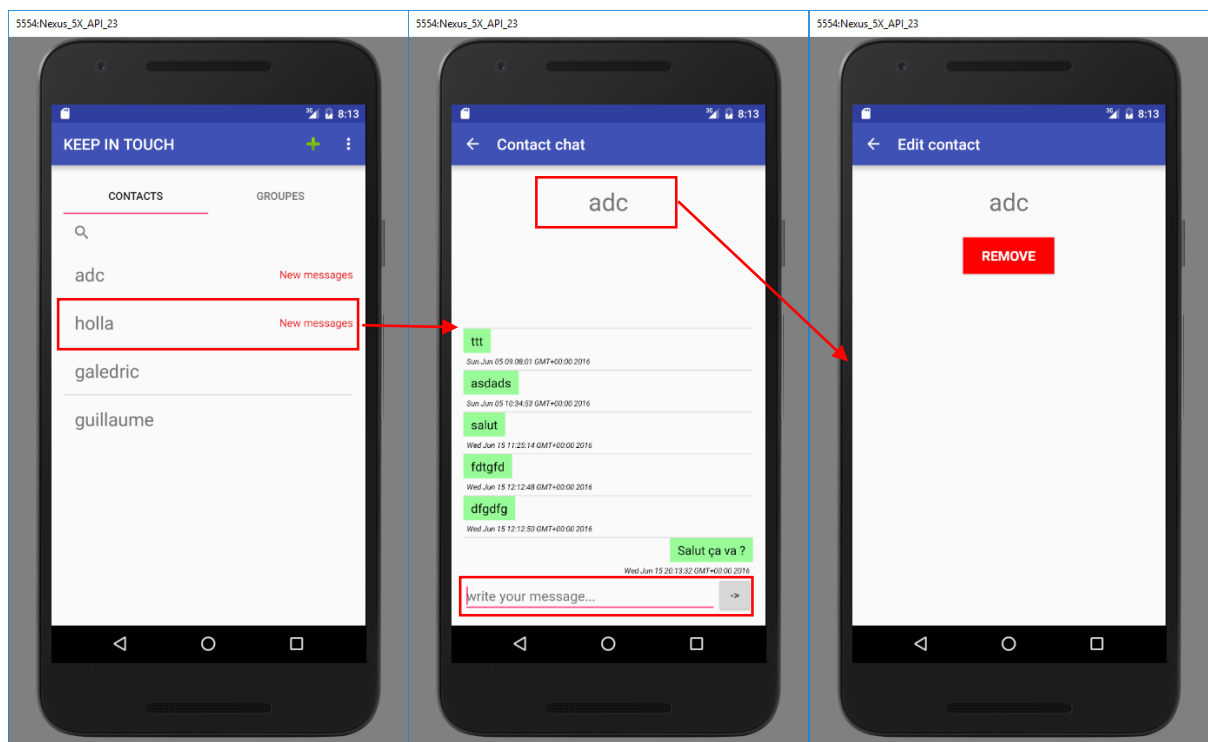 5554:Nexus_5X_API_23
8:13
KEEP IN TOUCH
CONTACTS GROUPES
adc New messages
holla New messages
galedric
guillaume
5554:Nexus_5X_API_23
8:13
Contact chat
adc
ttt
Sun Jun 05 09:08:01 GMT+00:00 2016
asdads
Sun Jun 05 10:34:53 GMT+00:00 2016
salut
Wed Jun 15 11:25:14 GMT+00:00 2016
fdtgfd
Wed Jun 15 12:12:48 GMT+00:00 2016
dfgdfg
Wed Jun 15 12:12:50 GMT+00:00 2016
Salut ça va ?
Wed Jun 15 20:13:32 GMT+00:00 2016
write your message... ->
5554:Nexus_5X_API_23
8:13
Edit contact
adc
REMOVE